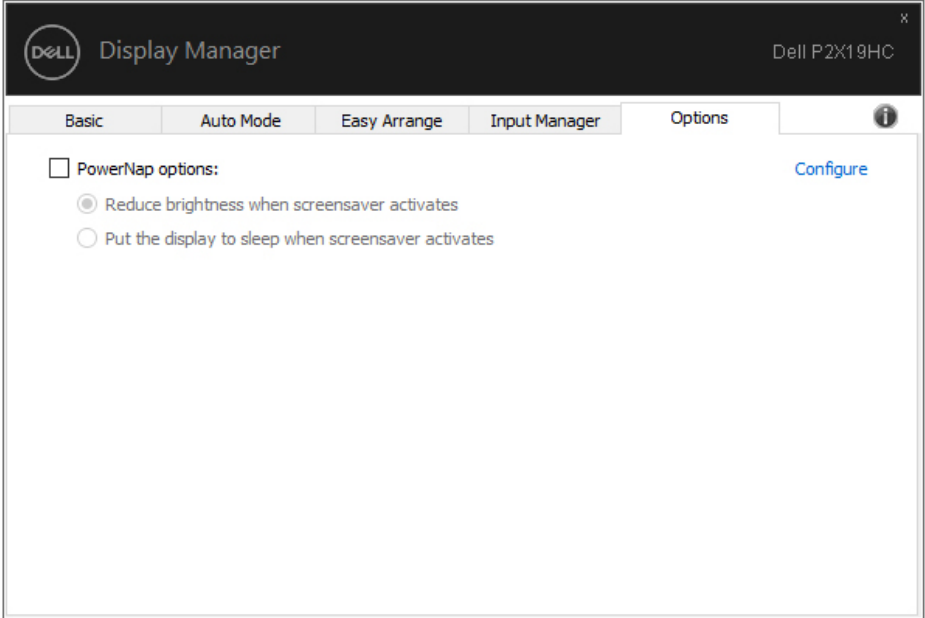 DELL
Display Manager
x
Dell P2X19HC
Basic
Auto Mode
Easy Arrange
Input Manager
Options
i
PowerNap options:
Configure
Reduce brightness when screensaver activates
Put the display to sleep when screensaver activates